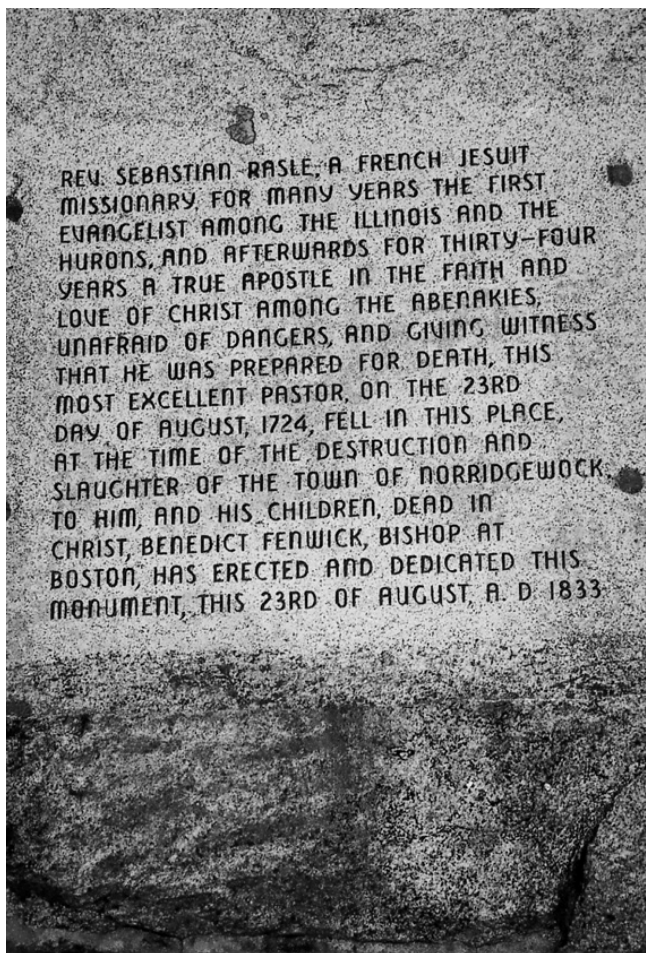 REV. SEBASTIAN RASLE, A FRENCH JESUIT
MISSIONARY, FOR MANY YEARS THE FIRST
EVANGELIST AMONG THE ILLINOIS AND THE
HURONS, AND AFTERWARDS FOR THIRTY-FOUR
YEARS A TRUE APOSTLE IN THE FAITH AND
LOVE OF CHRIST AMONG THE ABENAKIES,
UNAFRAID OF DANGERS, AND GIVING WITNESS
THAT HE WAS PREPARED FOR DEATH, THIS
MOST EXCELLENT PASTOR, ON THE 23RD
DAY OF AUGUST, 1724, FELL IN THIS PLACE,
AT THE TIME OF THE DESTRUCTION AND
SLAUGHTER OF THE TOWN OF NORRIDGEWOCK.
TO HIM, AND HIS CHILDREN, DEAD IN
CHRIST, BENEDICT FENWICK, BISHOP AT
BOSTON, HAS ERECTED AND DEDICATED THIS
MONUMENT, THIS 23RD OF AUGUST, A. D 1833